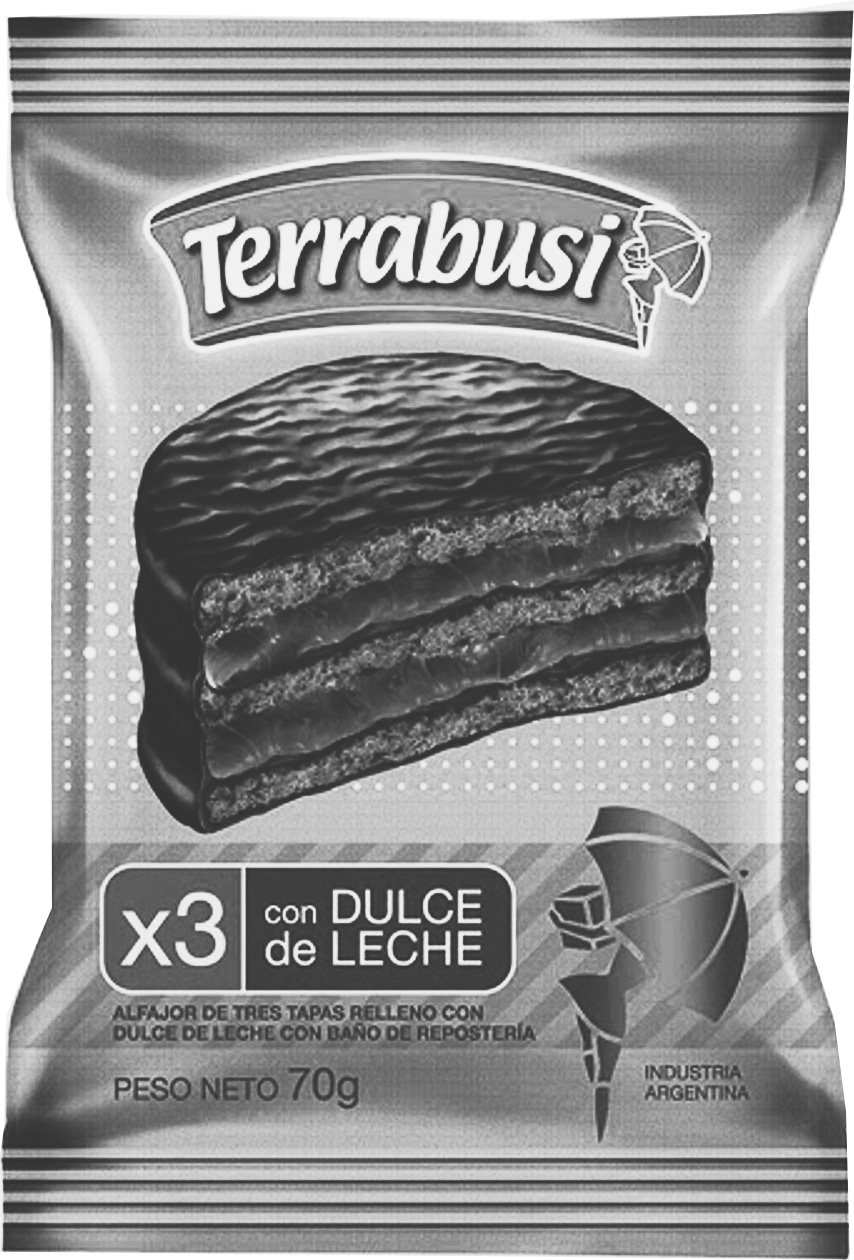 Terrabusi
x3
con DULCE
de LECHE
ALFAJOR DE TRES TAPAS RELLENO CON
DULCE DE LECHE CON BAÑO DE REPOSTERÍA
PESO NETO 70g
INDUSTRIA
ARGENTINA